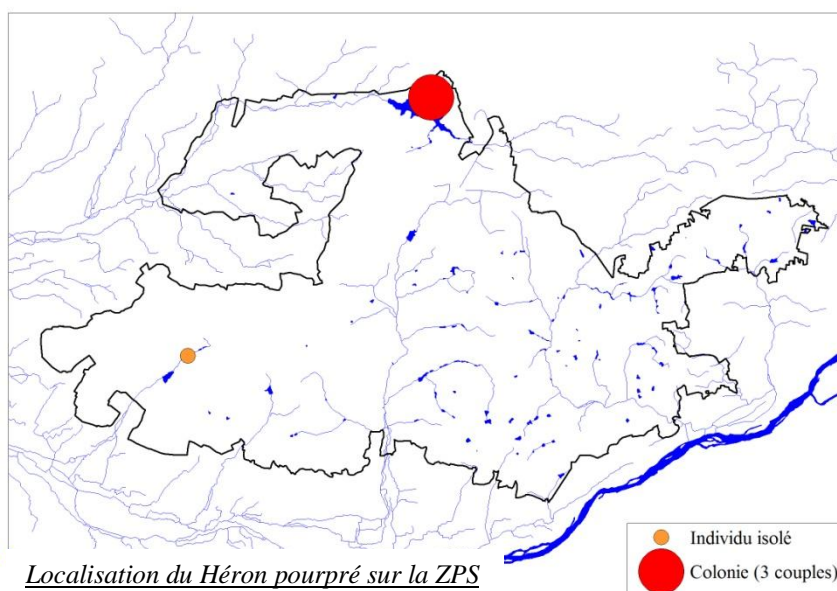 Individu isolé
Colonie (3 couples)
Localisation du Héron pourpré sur la ZPS